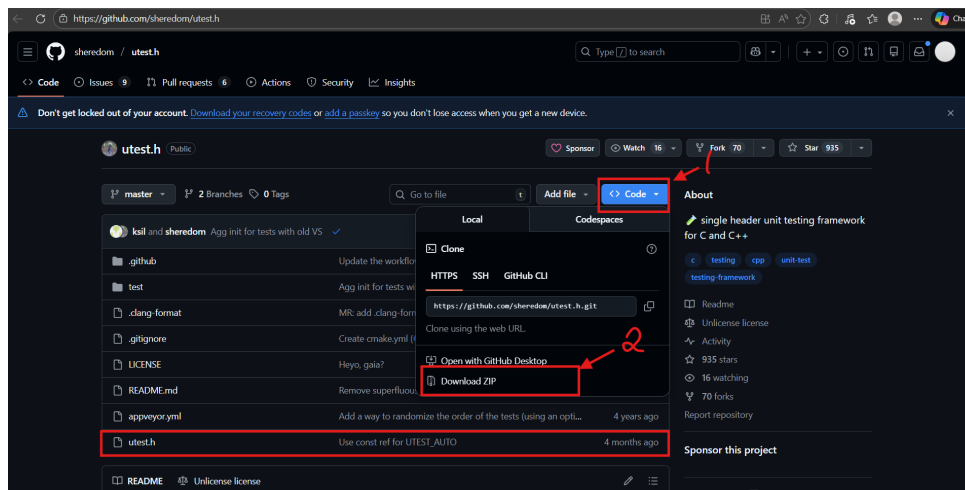 https://github.com/sheredom/utest.h
Cha
sheredom / utest.h
Type / to search
Code Issues 9 Pull requests 6 Actions Security Insights
Don't get locked out of your account. Download your recovery codes or add a passkey so you don't lose access when you get a new device.
utest.h Public
Sponsor Watch 16 Fork 70 Star 935
1
master 2 Branches 0 Tags
Go to file t
Add file
Code
About
Local Codespaces
single header unit testing framework
for C and C++
ksil and sheredom Agg init for tests with old VS
Clone
c testing cpp unit-test
testing-framework
.github Update the workflo
HTTPS SSH GitHub CLI
test Agg init for tests wi
https://github.com/sheredom/utest.h.git
Readme
.clang-format MR: add .clang-form
Clone using the web URL.
Unlicense license
.gitignore Create cmake.yml (
Activity
2
LICENSE Heyo, gaia?
Open with GitHub Desktop
935 stars
16 watching
README.md Remove superfluous
Download ZIP
70 forks
Report repository
appveyor.yml Add a way to randomize the order of the tests (using an opti... 4 years ago
utest.h Use const ref for UTEST_AUTO 4 months ago
Sponsor this project
README Unlicense license